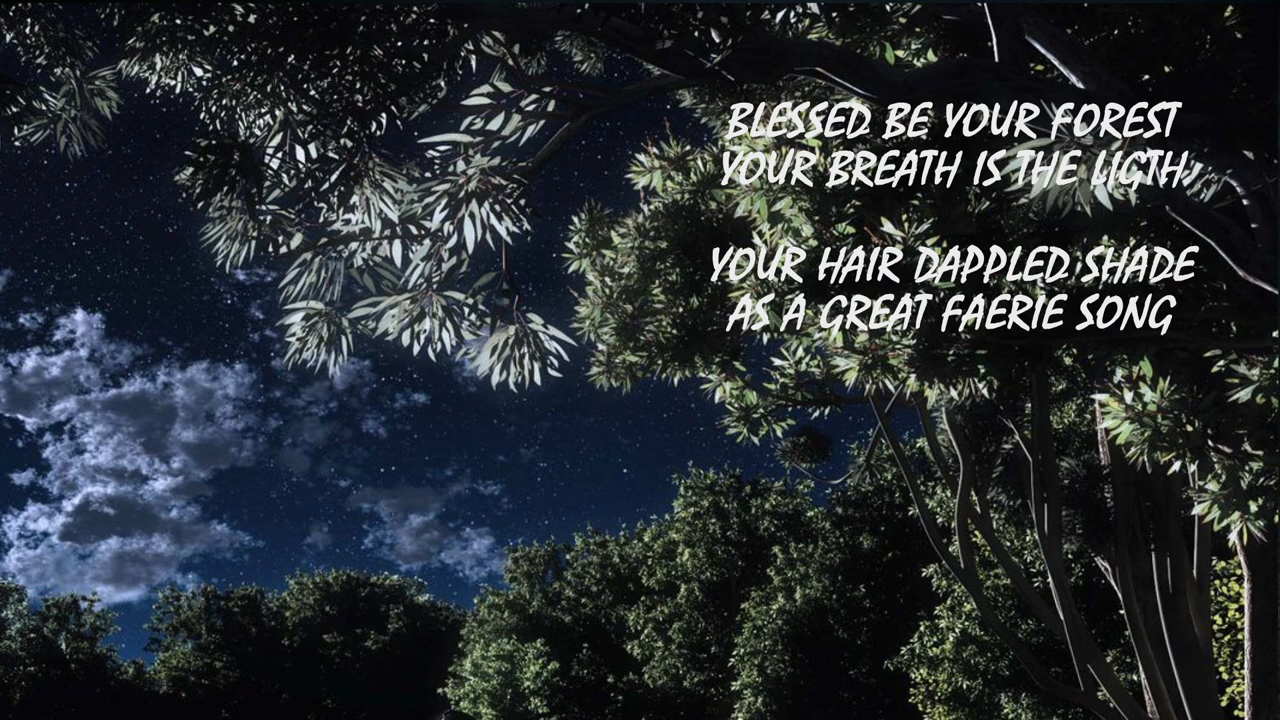 BLESSED BE YOUR FOREST
YOUR BREATH IS THE LIGTH
YOUR HAIR DAPPLED SHADE
AS A GREAT FAERIE SONG